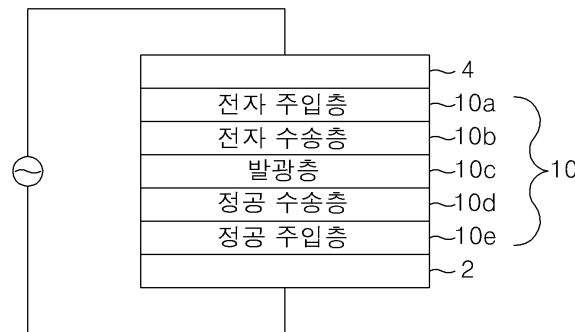 4
전자 주입층 10a
전자 수송층 10b
발광층 10c 10
정공 수송층 10d
정공 주입층 10e
2